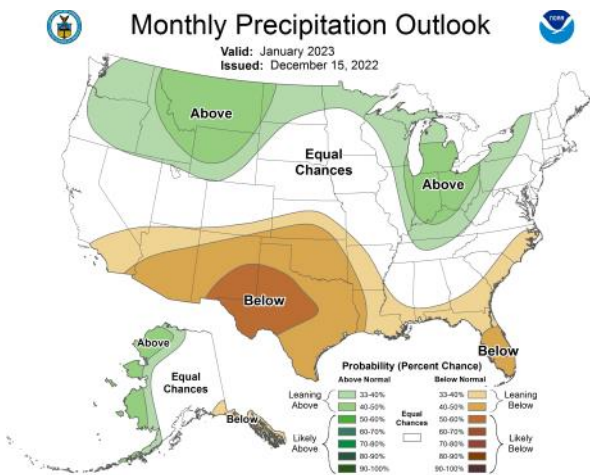 Monthly Precipitation Outlook
Valid: January 2023
Issued: December 15, 2022
Above
Equal
Chances
Above
Below
Below
Above
Equal
Chances
Below
Probability (Percent Chance)
Above Normal
Below Normal
Leaning
Above
33-40%
40-50%
50-60%
60-70%
70-80%
80-90%
90-100%
Likely
Above
Equal
Chances
33-40%
40-50%
50-60%
60-70%
70-80%
80-90%
90-100%
Leaning
Below
Likely
Below